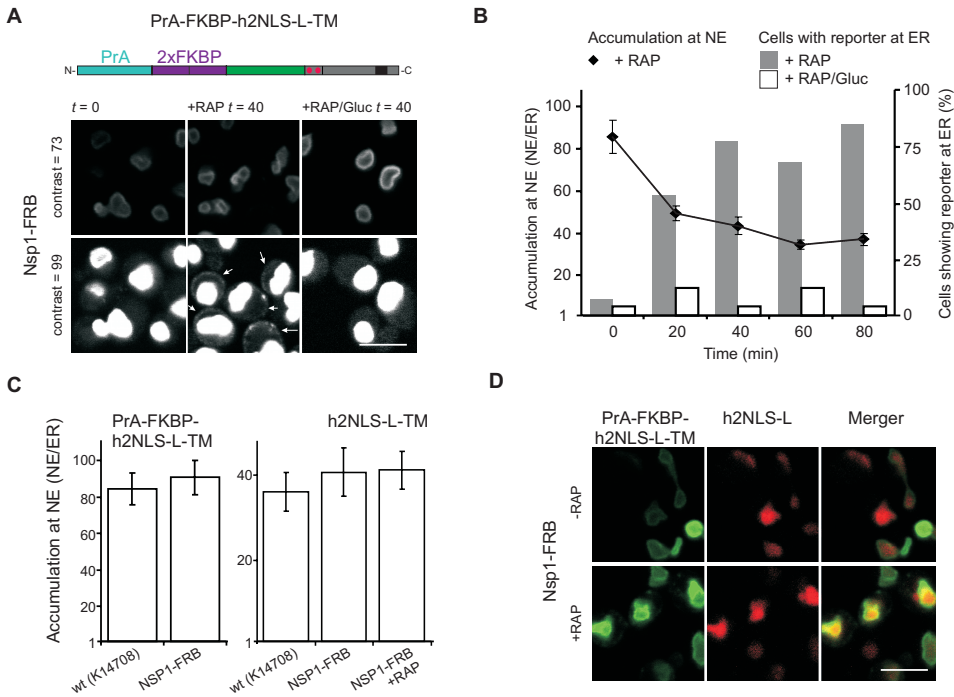 A
PrA-FKBP-h2NLS-L-TM
PrA
2xFKBP
N-
-C
t = 0
+RAP t = 40
+RAP/Gluc t = 40
Nsp1-FRB
contrast = 73
contrast = 99
B
Accumulation at NE
+ RAP
Cells with reporter at ER
+ RAP
+ RAP/Gluc
Accumulation at NE (NE/ER)
100
80
60
40
20
1
Cells showing reporter at ER (%)
100
75
50
25
0
0
20
40
60
80
Time (min)
C
Accumulation at NE (NE/ER)
PrA-FKBP-
h2NLS-L-TM
100
80
60
40
20
1
wt (K14708)
NSP1-FRB
h2NLS-L-TM
40
20
1
wt (K14708)
NSP1-FRB
NSP1-FRB
+RAP
D
PrA-FKBP-
h2NLS-L-TM
h2NLS-L
Merger
Nsp1-FRB
-RAP
+RAP